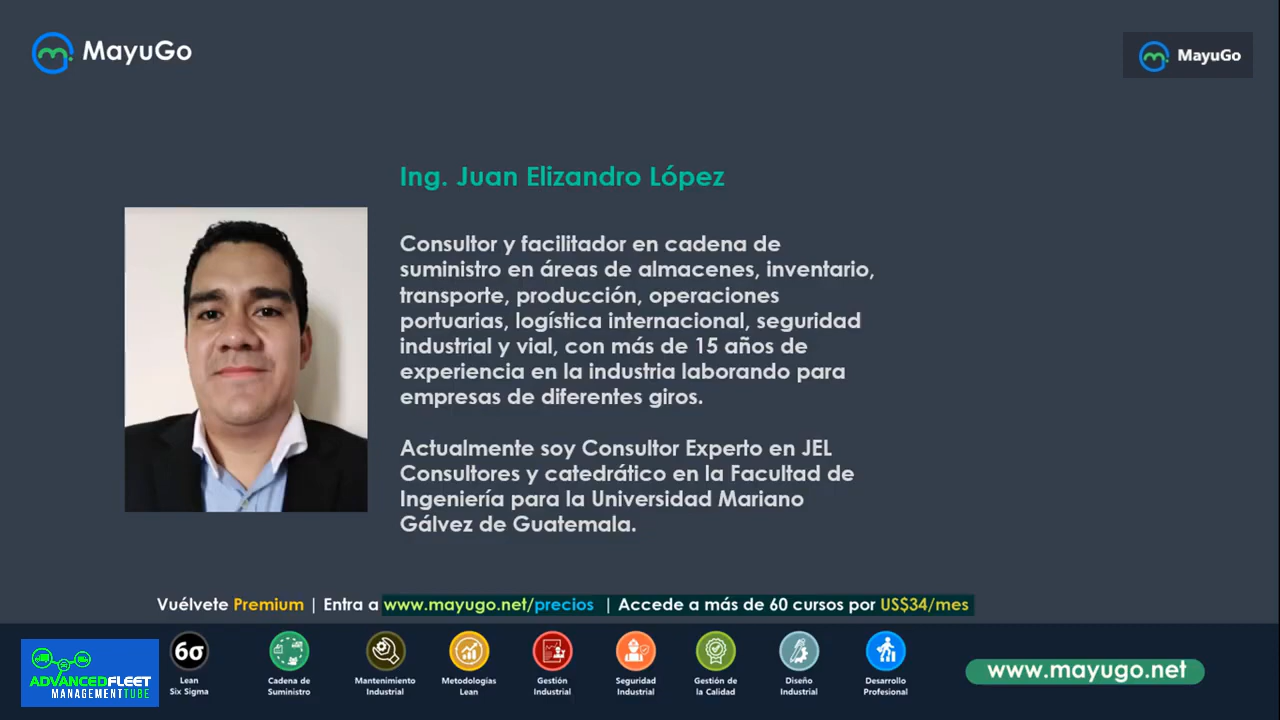 MayuGo
MayuGo
Ing. Juan Elizandro López
Consultor y facilitador en cadena de
suministro en áreas de almacenes, inventario,
transporte, producción, operaciones
portuarias, logística internacional, seguridad
industrial y vial, con más de 15 años de
experiencia en la industria laborando para
empresas de diferentes giros.
Actualmente soy Consultor Experto en JEL
Consultores y catedrático en la Facultad de
Ingeniería para la Universidad Mariano
Gálvez de Guatemala.
Vuélvete Premium | Entra a www.mayugo.net/precios | Accede a más de 60 cursos por US$34/mes
ADVANCEDFLEET
MANAGEMENTTUBE
6σ
Lean
Six Sigma
Cadena de
Suministro
Mantenimiento
Industrial
Metodologías
Lean
Gestión
Industrial
Seguridad
Industrial
Gestión de
la Calidad
Diseño
Industrial
Desarrollo
Profesional
www.mayugo.net